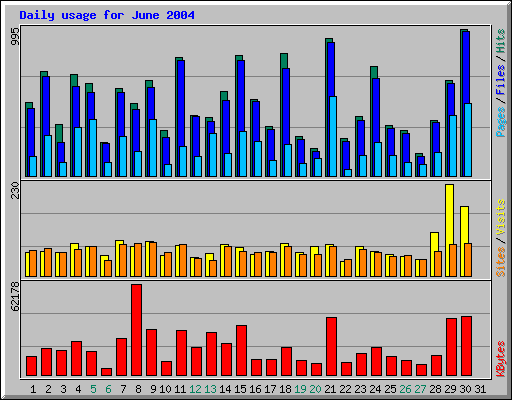 Daily usage for June 2004
995
Pages / Files / Hits
230
Sites / Visits
62178
KBytes
1 2 3 4 5 6 7 8 9 10 11 12 13 14 15 16 17 18 19 20 21 22 23 24 25 26 27 28 29 30 31